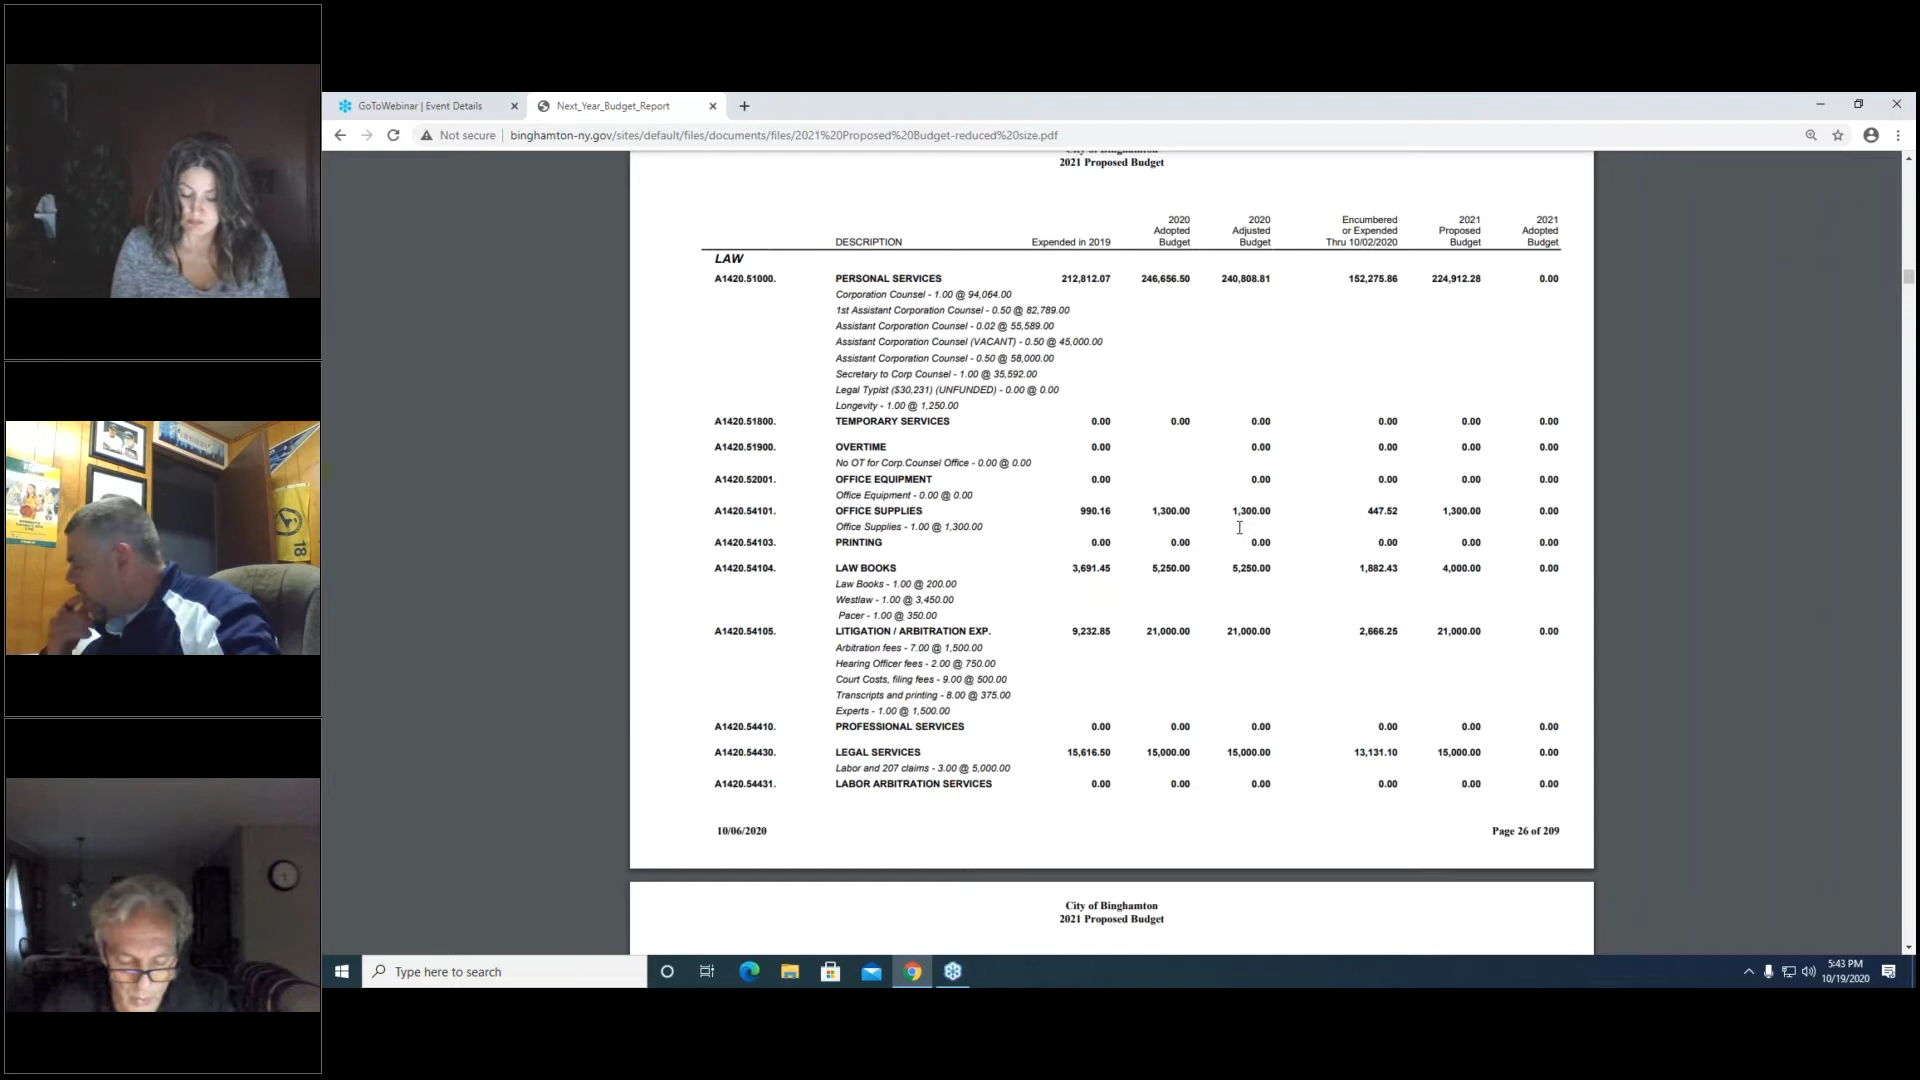 GoToWebinar | Event Details
Next_Year_Budget_Report
Not secure
binghamton-ny.gov/sites/default/files/documents/files/2021%20Proposed%20Budget-reduced%20size.pdf
City of Binghamton
2021 Proposed Budget
DESCRIPTION Expended in 2019 2020 Adopted Budget 2020 Adjusted Budget Encumbered or Expended Thru 10/02/2020 2021 Proposed Budget 2021 Adopted Budget
LAW
A1420.51000. PERSONAL SERVICES 212,812.07 246,656.50 240,808.81 152,275.86 224,912.28 0.00
Corporation Counsel - 1.00 @ 94,064.00
1st Assistant Corporation Counsel - 0.50 @ 82,789.00
Assistant Corporation Counsel - 0.02 @ 55,589.00
Assistant Corporation Counsel (VACANT) - 0.50 @ 45,000.00
Assistant Corporation Counsel - 0.50 @ 58,000.00
Secretary to Corp Counsel - 1.00 @ 35,592.00
Legal Typist ($30,231) (UNFUNDED) - 0.00 @ 0.00
Longevity - 1.00 @ 1,250.00
A1420.51800. TEMPORARY SERVICES 0.00 0.00 0.00 0.00 0.00 0.00
A1420.51900. OVERTIME 0.00 0.00 0.00 0.00 0.00
No OT for Corp.Counsel Office - 0.00 @ 0.00
A1420.52001. OFFICE EQUIPMENT 0.00 0.00 0.00 0.00 0.00
Office Equipment - 0.00 @ 0.00
A1420.54101. OFFICE SUPPLIES 990.16 1,300.00 1,300.00 447.52 1,300.00 0.00
Office Supplies - 1.00 @ 1,300.00
A1420.54103. PRINTING 0.00 0.00 0.00 0.00 0.00 0.00
A1420.54104. LAW BOOKS 3,691.45 5,250.00 5,250.00 1,882.43 4,000.00 0.00
Law Books - 1.00 @ 200.00
Westlaw - 1.00 @ 3,450.00
Pacer - 1.00 @ 350.00
A1420.54105. LITIGATION / ARBITRATION EXP. 9,232.85 21,000.00 21,000.00 2,666.25 21,000.00 0.00
Arbitration fees - 7.00 @ 1,500.00
Hearing Officer fees - 2.00 @ 750.00
Court Costs, filing fees - 9.00 @ 500.00
Transcripts and printing - 8.00 @ 375.00
Experts - 1.00 @ 1,500.00
A1420.54410. PROFESSIONAL SERVICES 0.00 0.00 0.00 0.00 0.00 0.00
A1420.54430. LEGAL SERVICES 15,616.50 15,000.00 15,000.00 13,131.10 15,000.00 0.00
Labor and 207 claims - 3.00 @ 5,000.00
A1420.54431. LABOR ARBITRATION SERVICES 0.00 0.00 0.00 0.00 0.00 0.00
10/06/2020 Page 26 of 209
City of Binghamton
2021 Proposed Budget
Type here to search
5:43 PM
10/19/2020